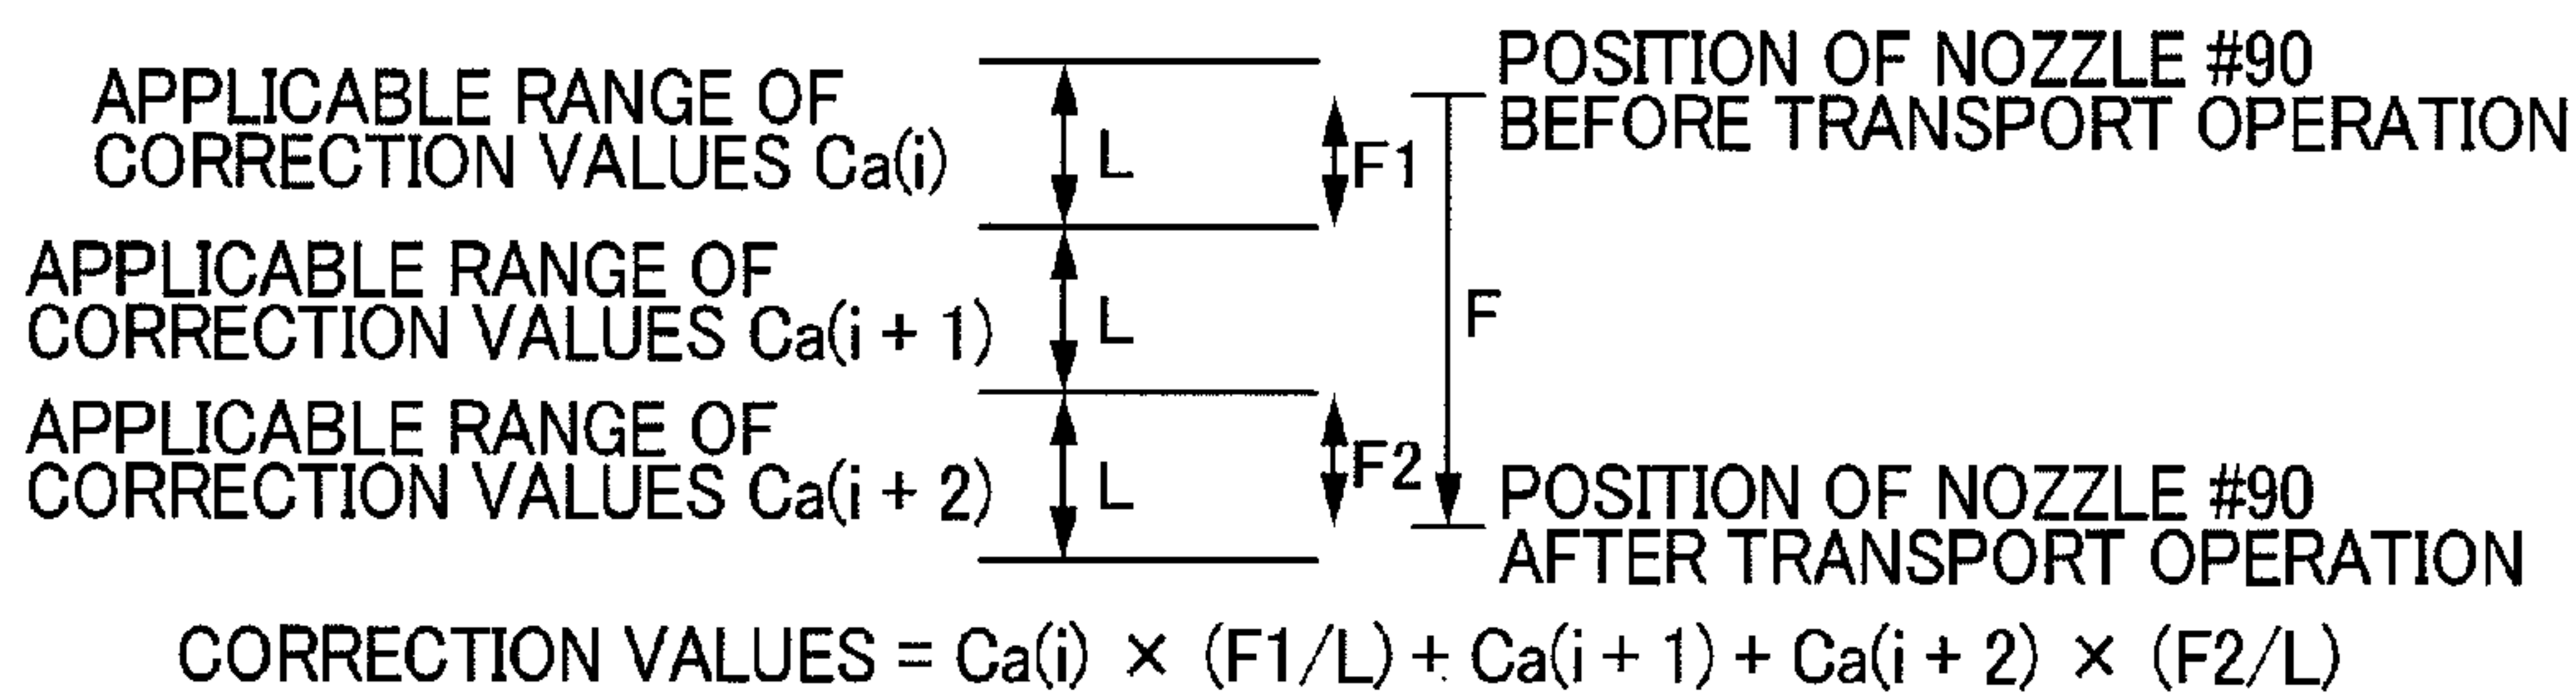 APPLICABLE RANGE OF
CORRECTION VALUES Ca(i)
L
F1
POSITION OF NOZZLE #90
BEFORE TRANSPORT OPERATION
APPLICABLE RANGE OF
CORRECTION VALUES Ca(i + 1)
L
F
APPLICABLE RANGE OF
CORRECTION VALUES Ca(i + 2)
L
F2
POSITION OF NOZZLE #90
AFTER TRANSPORT OPERATION
CORRECTION VALUES = Ca(i) × (F1/L) + Ca(i + 1) + Ca(i + 2) × (F2/L)